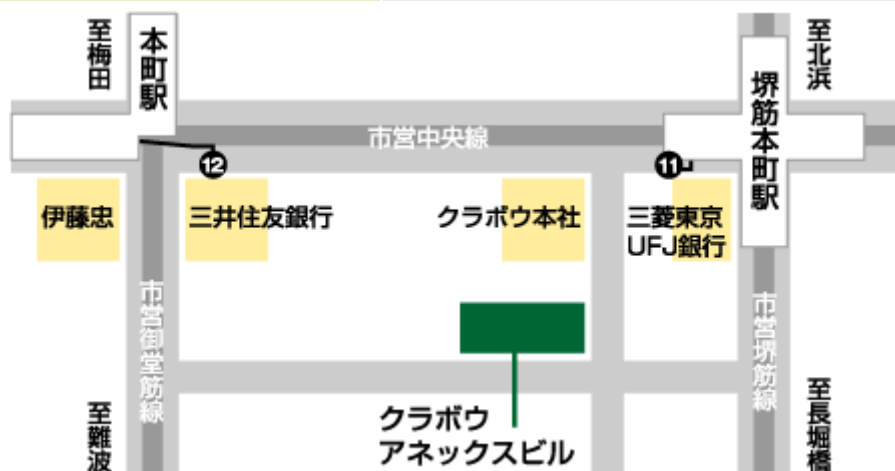 至梅田
本町駅
至北浜
堺筋本町駅
市営中央線
⓬
⓫
伊藤忠
三井住友銀行
クラボウ本社
三菱東京
UFJ銀行
市営御堂筋線
市営堺筋線
至難波
クラボウ
アネックスビル
至長堀橋